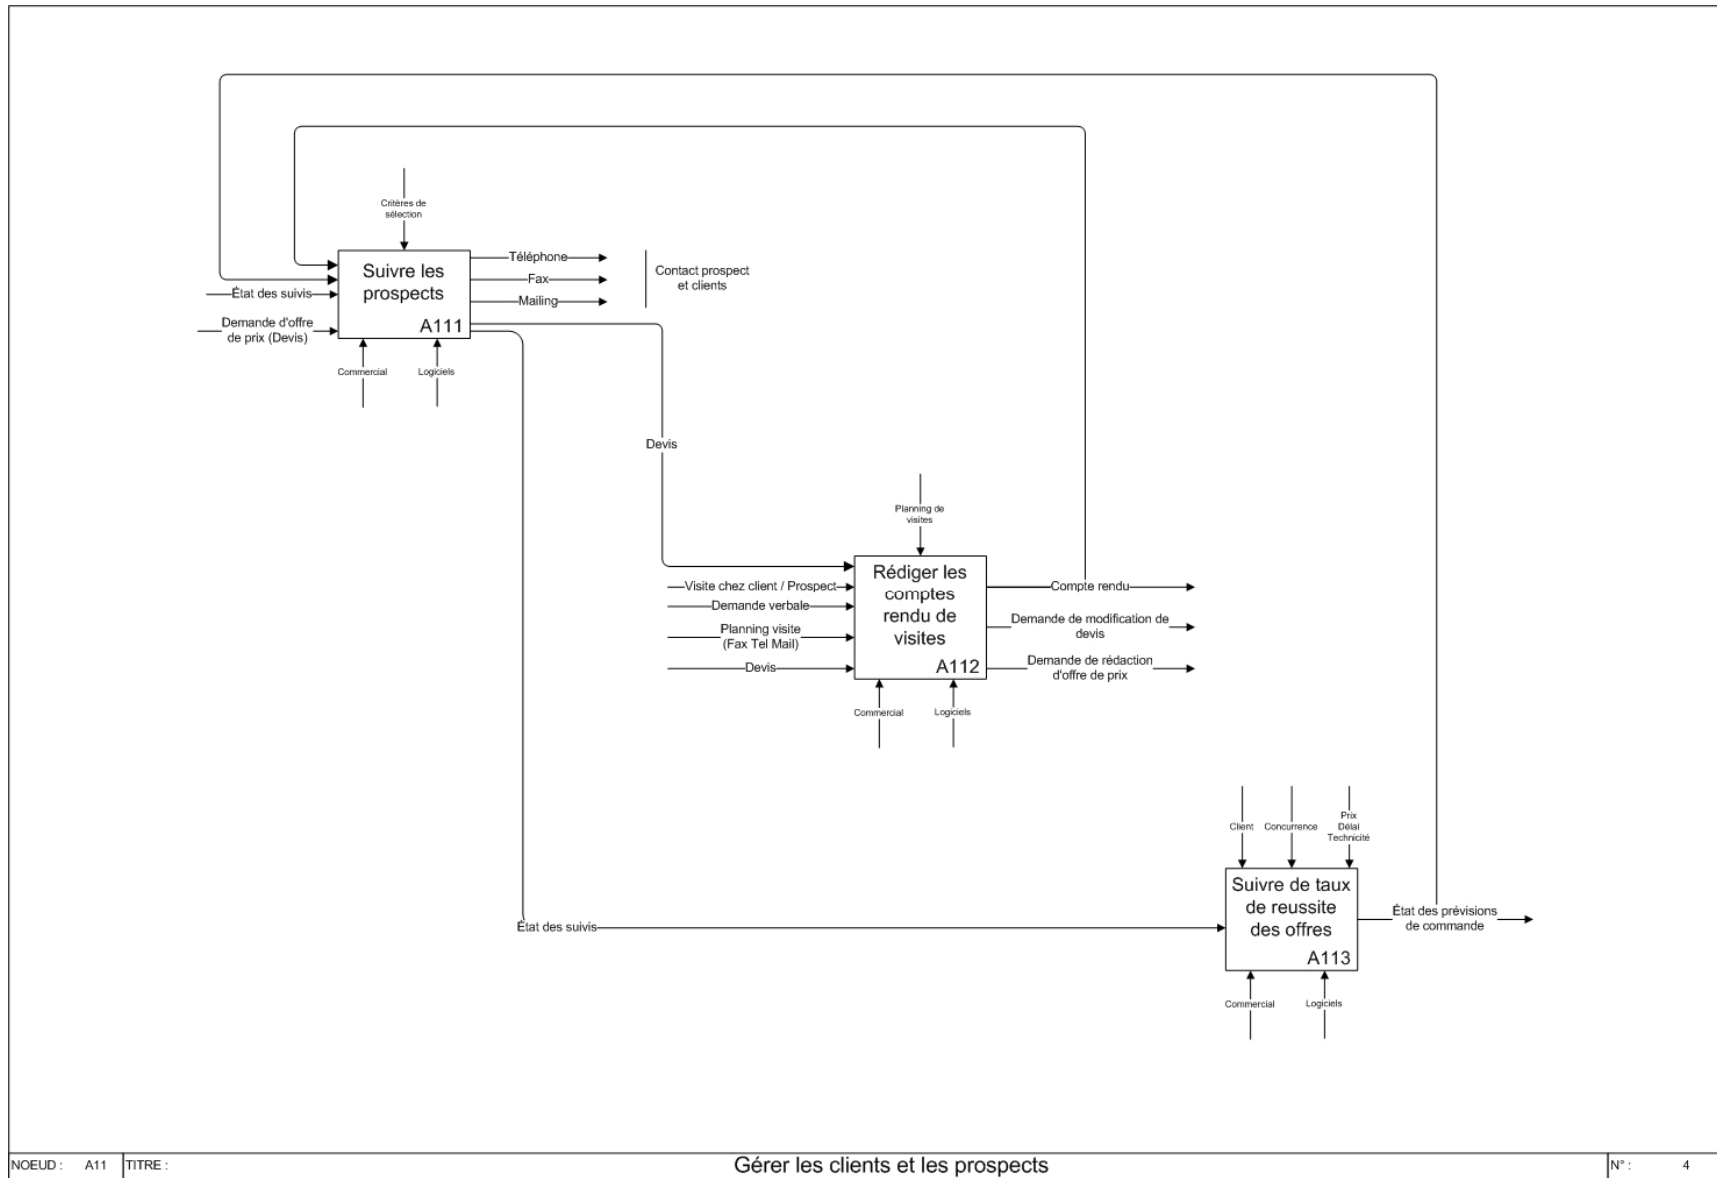 Critères de
sélection
Suivre les
prospects
A111
Téléphone
Fax
Mailing
Contact prospect
et clients
État des suivis
Demande d'offre
de prix (Devis)
Commercial
Logiciels
Devis
Planning de
visites
Rédiger les
comptes
rendu de
visites
A112
Visite chez client / Prospect
Demande verbale
Planning visite
(Fax Tel Mail)
Devis
Compte rendu
Demande de modification de
devis
Demande de rédaction
d'offre de prix
Commercial
Logiciels
Client
Concurrence
Prix
Délai
Technicité
Suivre de taux
de reussite
des offres
A113
État des suivis
État des prévisions
de commande
Commercial
Logiciels
NOEUD : A11 TITRE : Gérer les clients et les prospects N° : 4